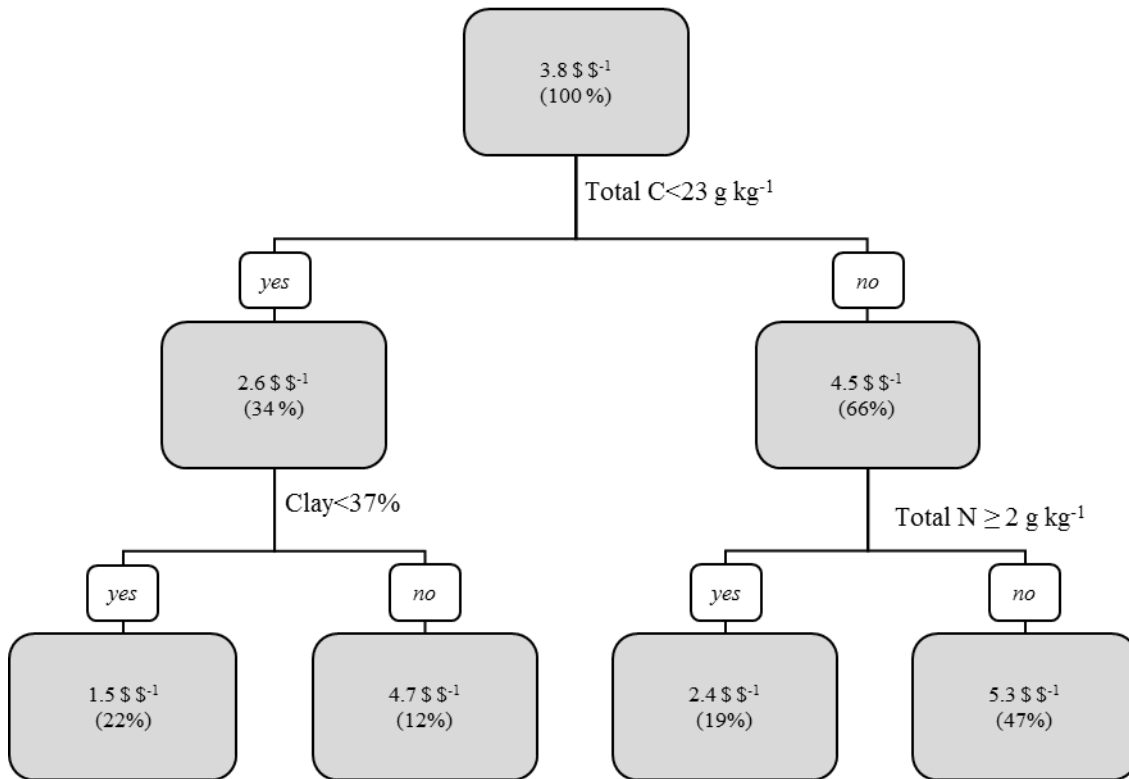 3.8 $ $⁻¹
(100 %)
Total C<23 g kg⁻¹
yes
no
2.6 $ $⁻¹
(34 %)
4.5 $ $⁻¹
(66%)
Clay<37%
Total N ≥ 2 g kg⁻¹
yes
no
yes
no
1.5 $ $⁻¹
(22%)
4.7 $ $⁻¹
(12%)
2.4 $ $⁻¹
(19%)
5.3 $ $⁻¹
(47%)